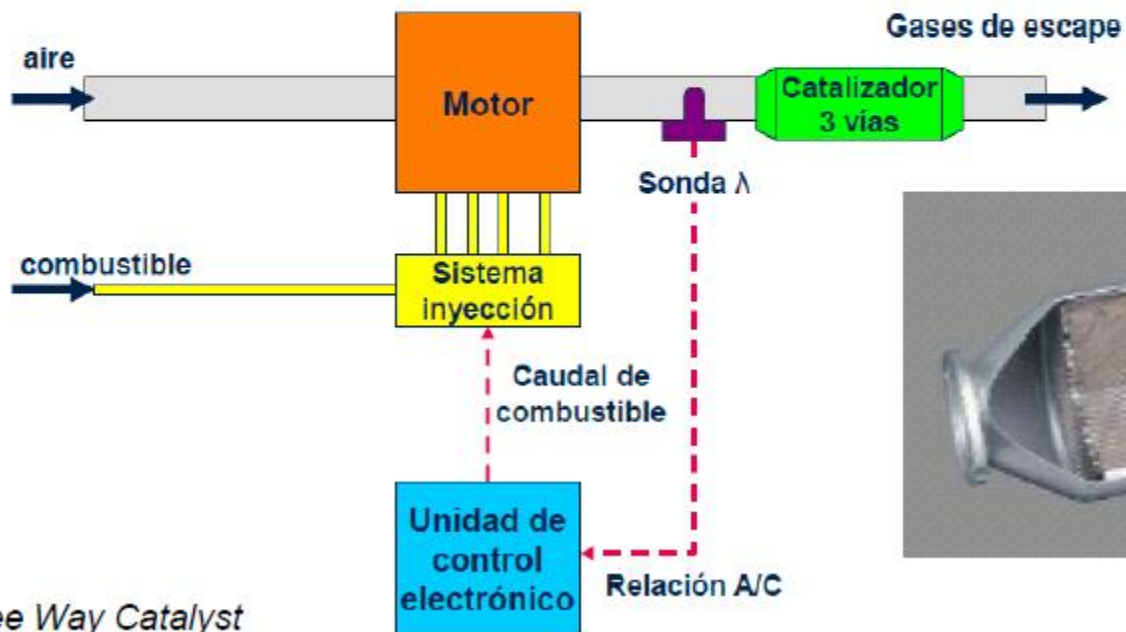 Gases de escape
aire
Motor
Catalizador
3 vías
Sonda λ
combustible
Sistema
inyección
Caudal de
combustible
Unidad de
control
electrónico
Relación A/C
Way Catalyst